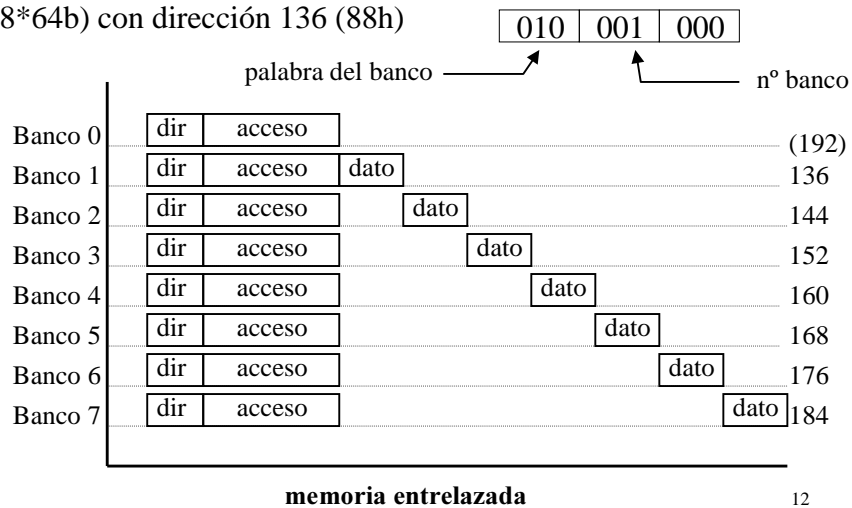 8*64b) con dirección 136 (88h)
010 001 000
palabra del banco
nº banco
Banco 0 dir acceso (192)
Banco 1 dir acceso dato 136
Banco 2 dir acceso dato 144
Banco 3 dir acceso dato 152
Banco 4 dir acceso dato 160
Banco 5 dir acceso dato 168
Banco 6 dir acceso dato 176
Banco 7 dir acceso dato 184
memoria entrelazada
12